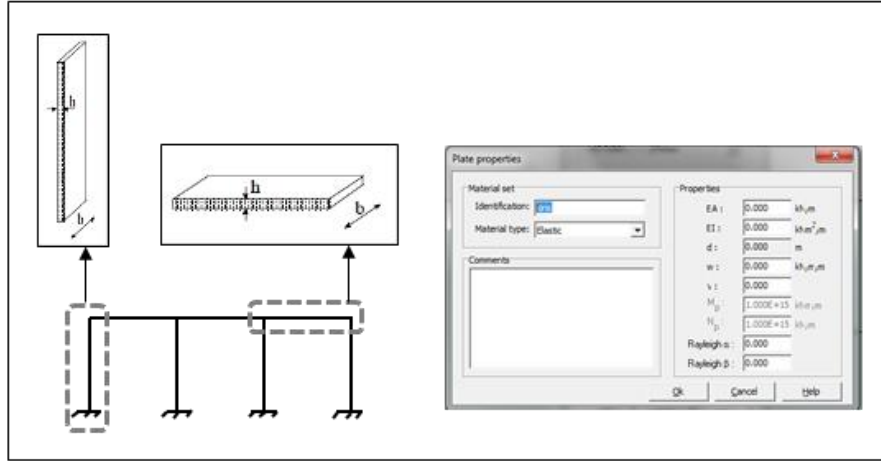 h
b
h
b
Plate properties
Material set
Identification:
Material type: Elastic
Comments
Properties
EA : 0.000 kN/m
EI : 0.000 kNm²/m
d : 0.000 m
w : 0.000 kN/m/m
ν : 0.000
Mp : 1.000E+15 kNm/m
Np : 1.000E+15 kN/m
Rayleigh α : 0.000
Rayleigh β : 0.000
Ok Cancel Help